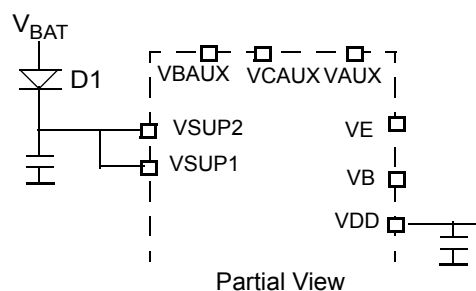 VBAT
D1
VBAUX VCAUX VAUX
VSUP2
VE
VSUP1
VB
VDD
Partial View